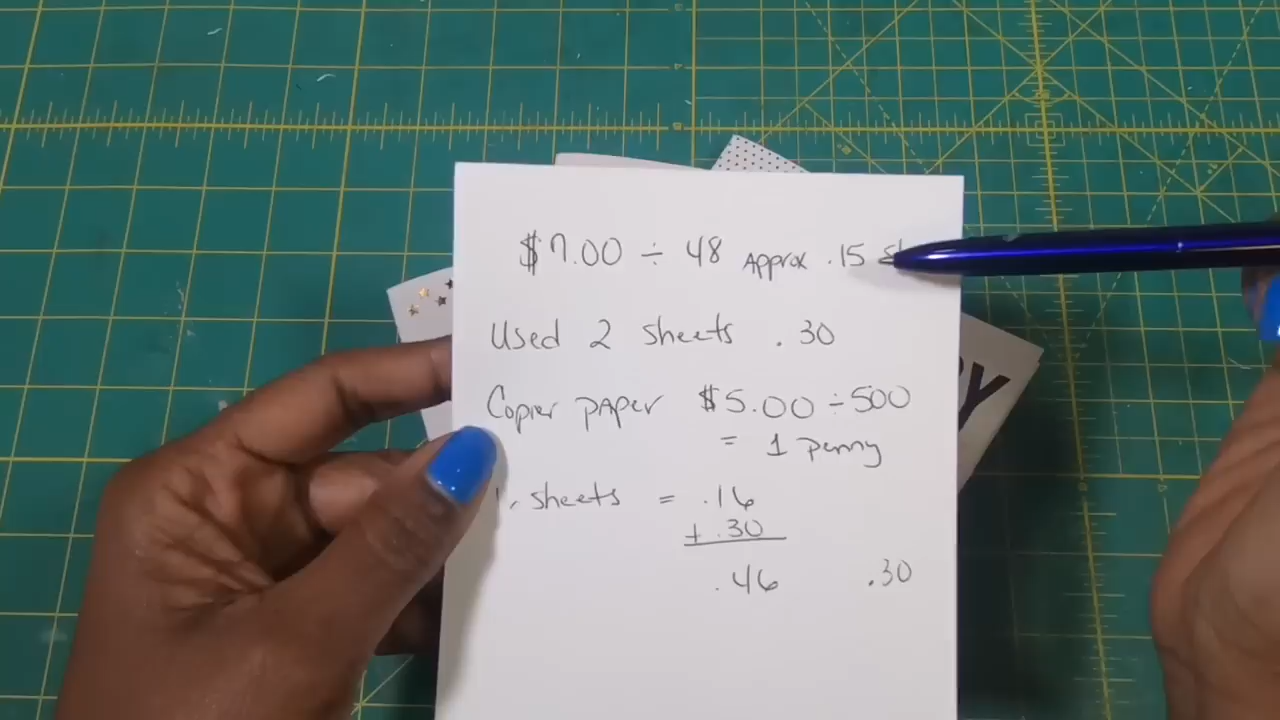 $7.00 ÷ 48 Approx .15
Used 2 sheets .30
Copier paper $5.00 ÷ 500
= 1 penny
sheets = .16
+ .30
.46 .30